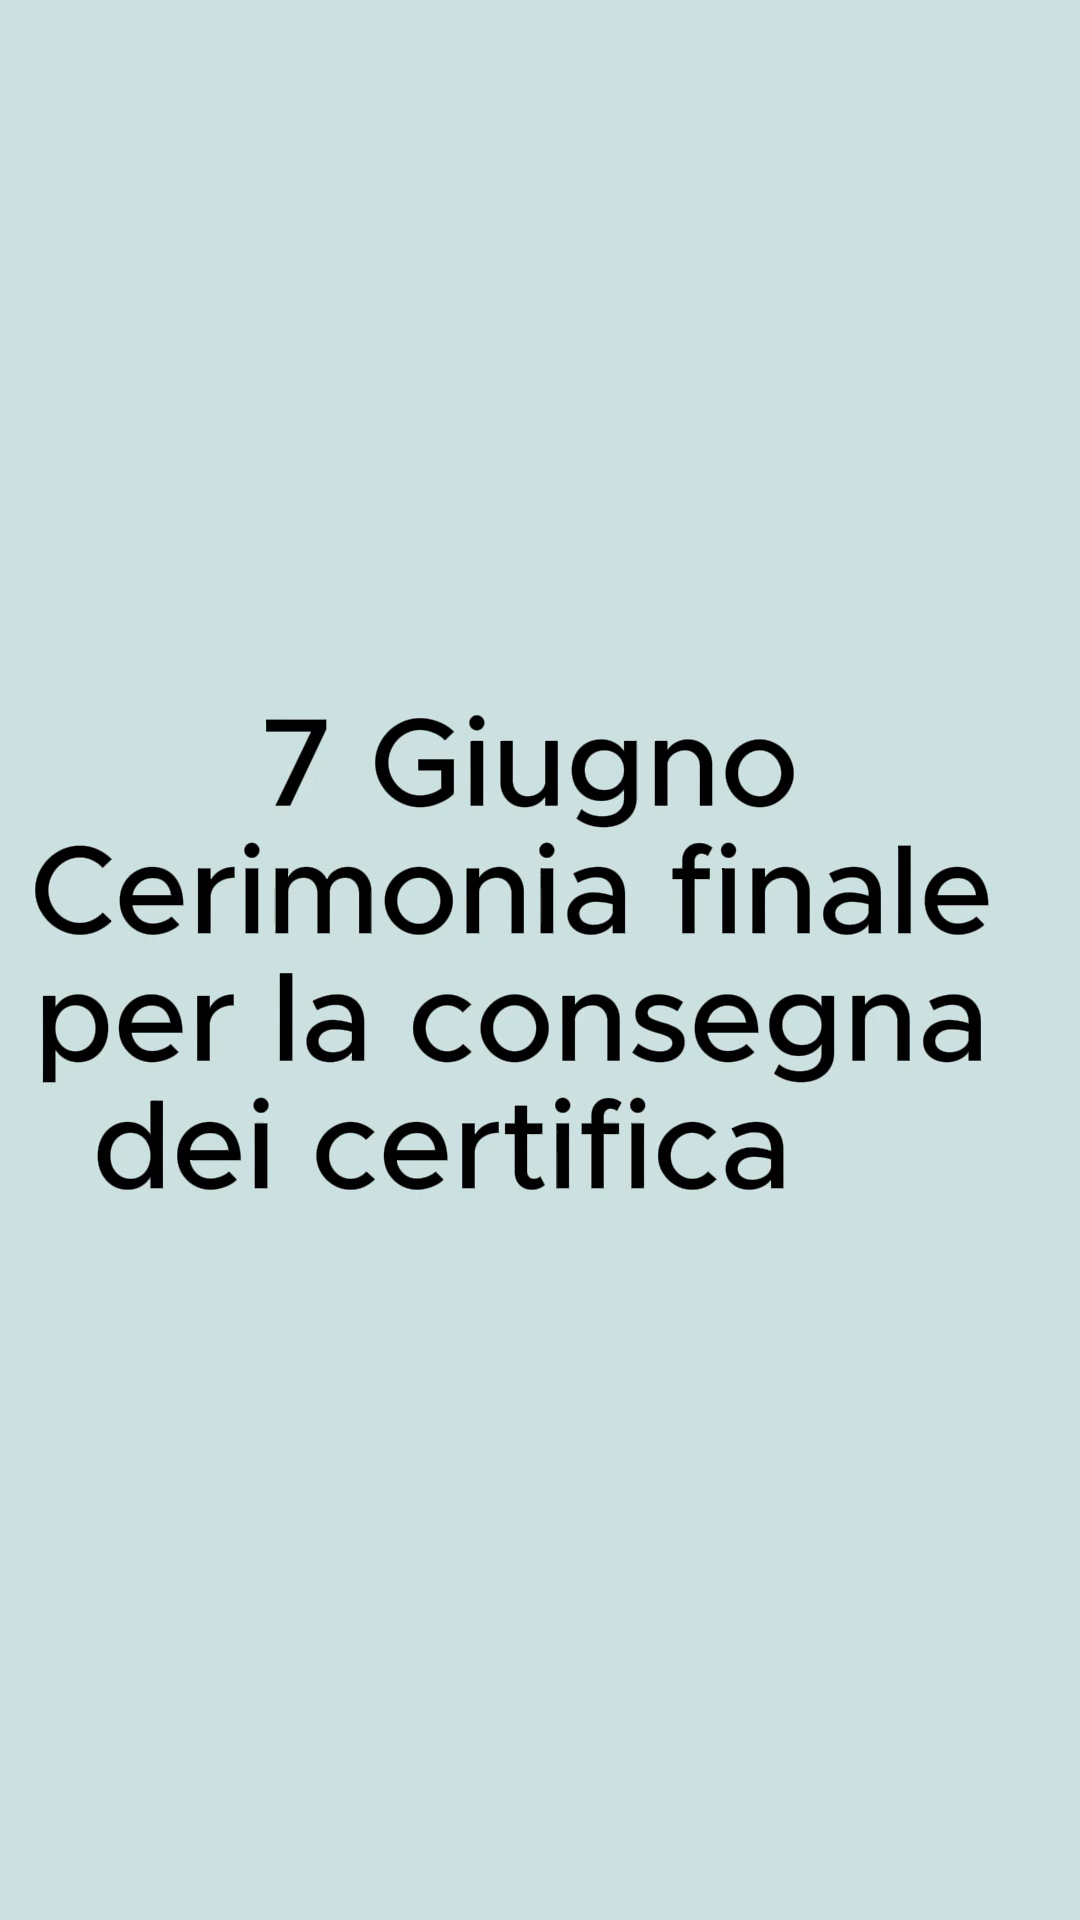 7 Giugno
Cerimonia finale
per la consegna
dei certifica